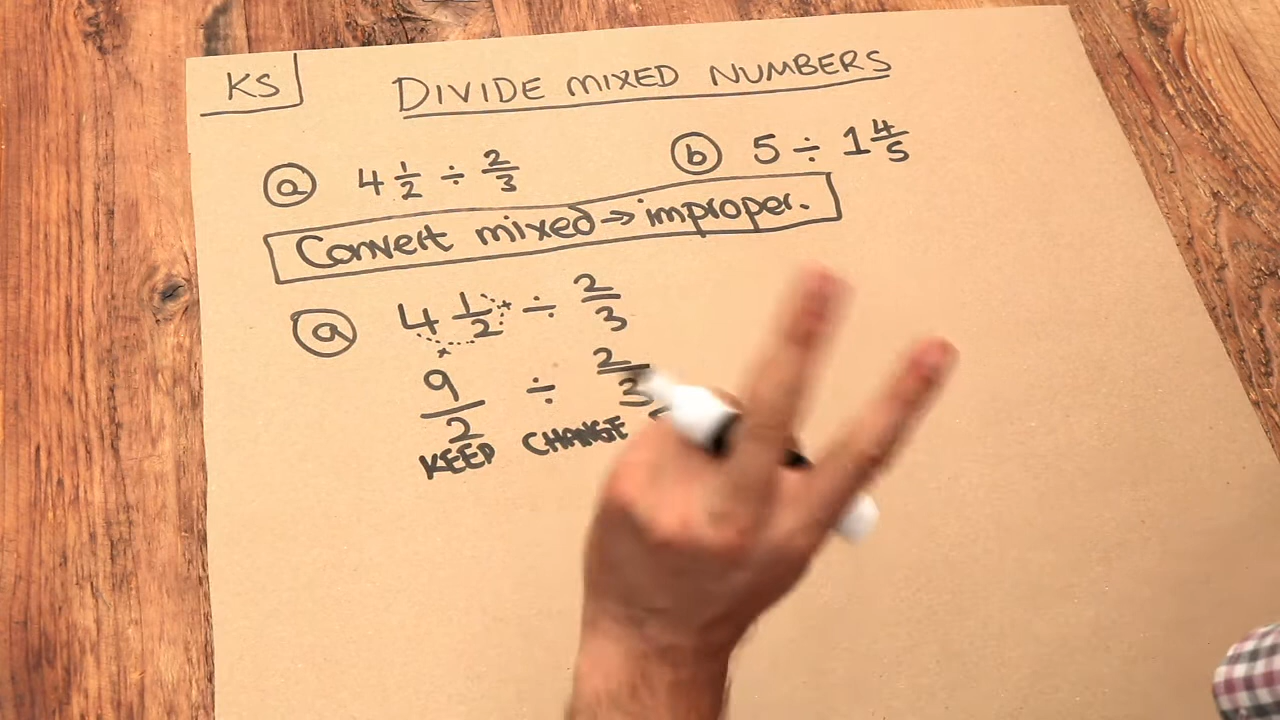 KS
DIVIDE MIXED NUMBERS
(a) 4 1/2 ÷ 2/3
(b) 5 ÷ 1 4/5
Convert mixed → improper.
(a) 4 1/2 ÷ 2/3
9/2 ÷ 2/3
KEEP CHANGE